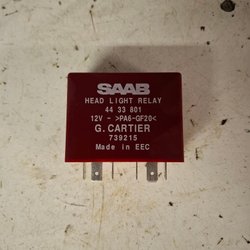 SAAB
HEAD LIGHT RELAY
44 33 801
12V - >PA6-GF20<
G. CARTIER
739215
Made in EEC